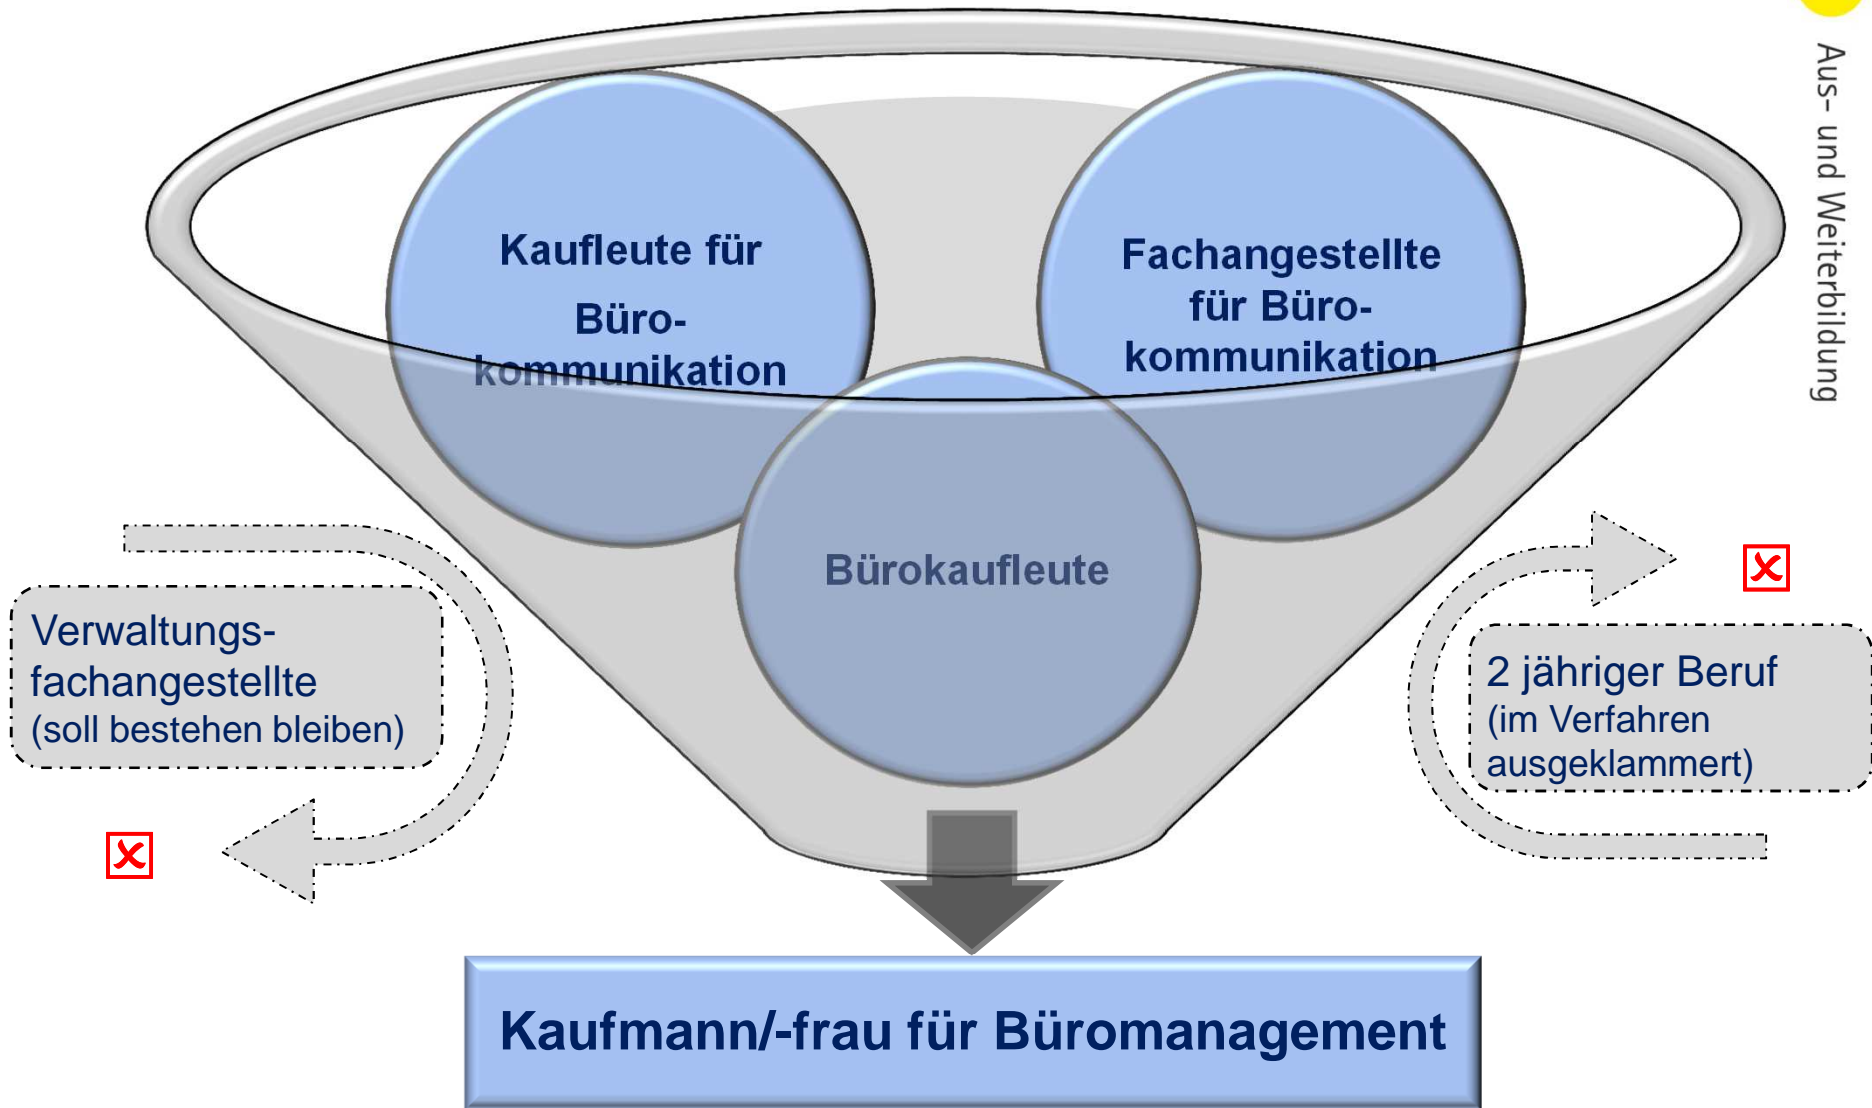 Aus- und Weiterbildung
Kaufleute für
Büro-
kommunikation
Fachangestellte
für Büro-
kommunikation
Bürokaufleute
Verwaltungs-
fachangestellte
(soll bestehen bleiben)
2 jähriger Beruf
(im Verfahren
ausgeklammert)
Kaufmann/-frau für Büromanagement